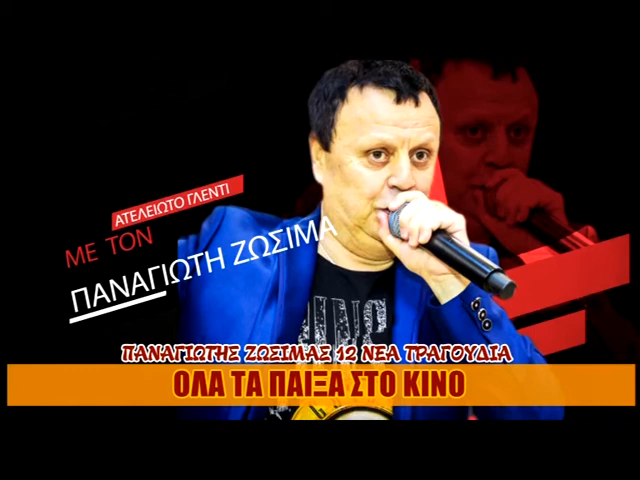 ΑΤΕΛΕΙΩΤΟ ΓΛΕΝΤΙ
ΜΕ ΤΟΝ
ΠΑΝΑΓΙΩΤΗ ΖΩΣΙΜΑ
ΠΑΝΑΓΙΩΤΗΣ ΖΩΣΙΜΑΣ 12 ΝΕΑ ΤΡΑΓΟΥΔΙΑ
ΟΛΑ ΤΑ ΠΑΙΞΑ ΣΤΟ ΚΙΝΟ